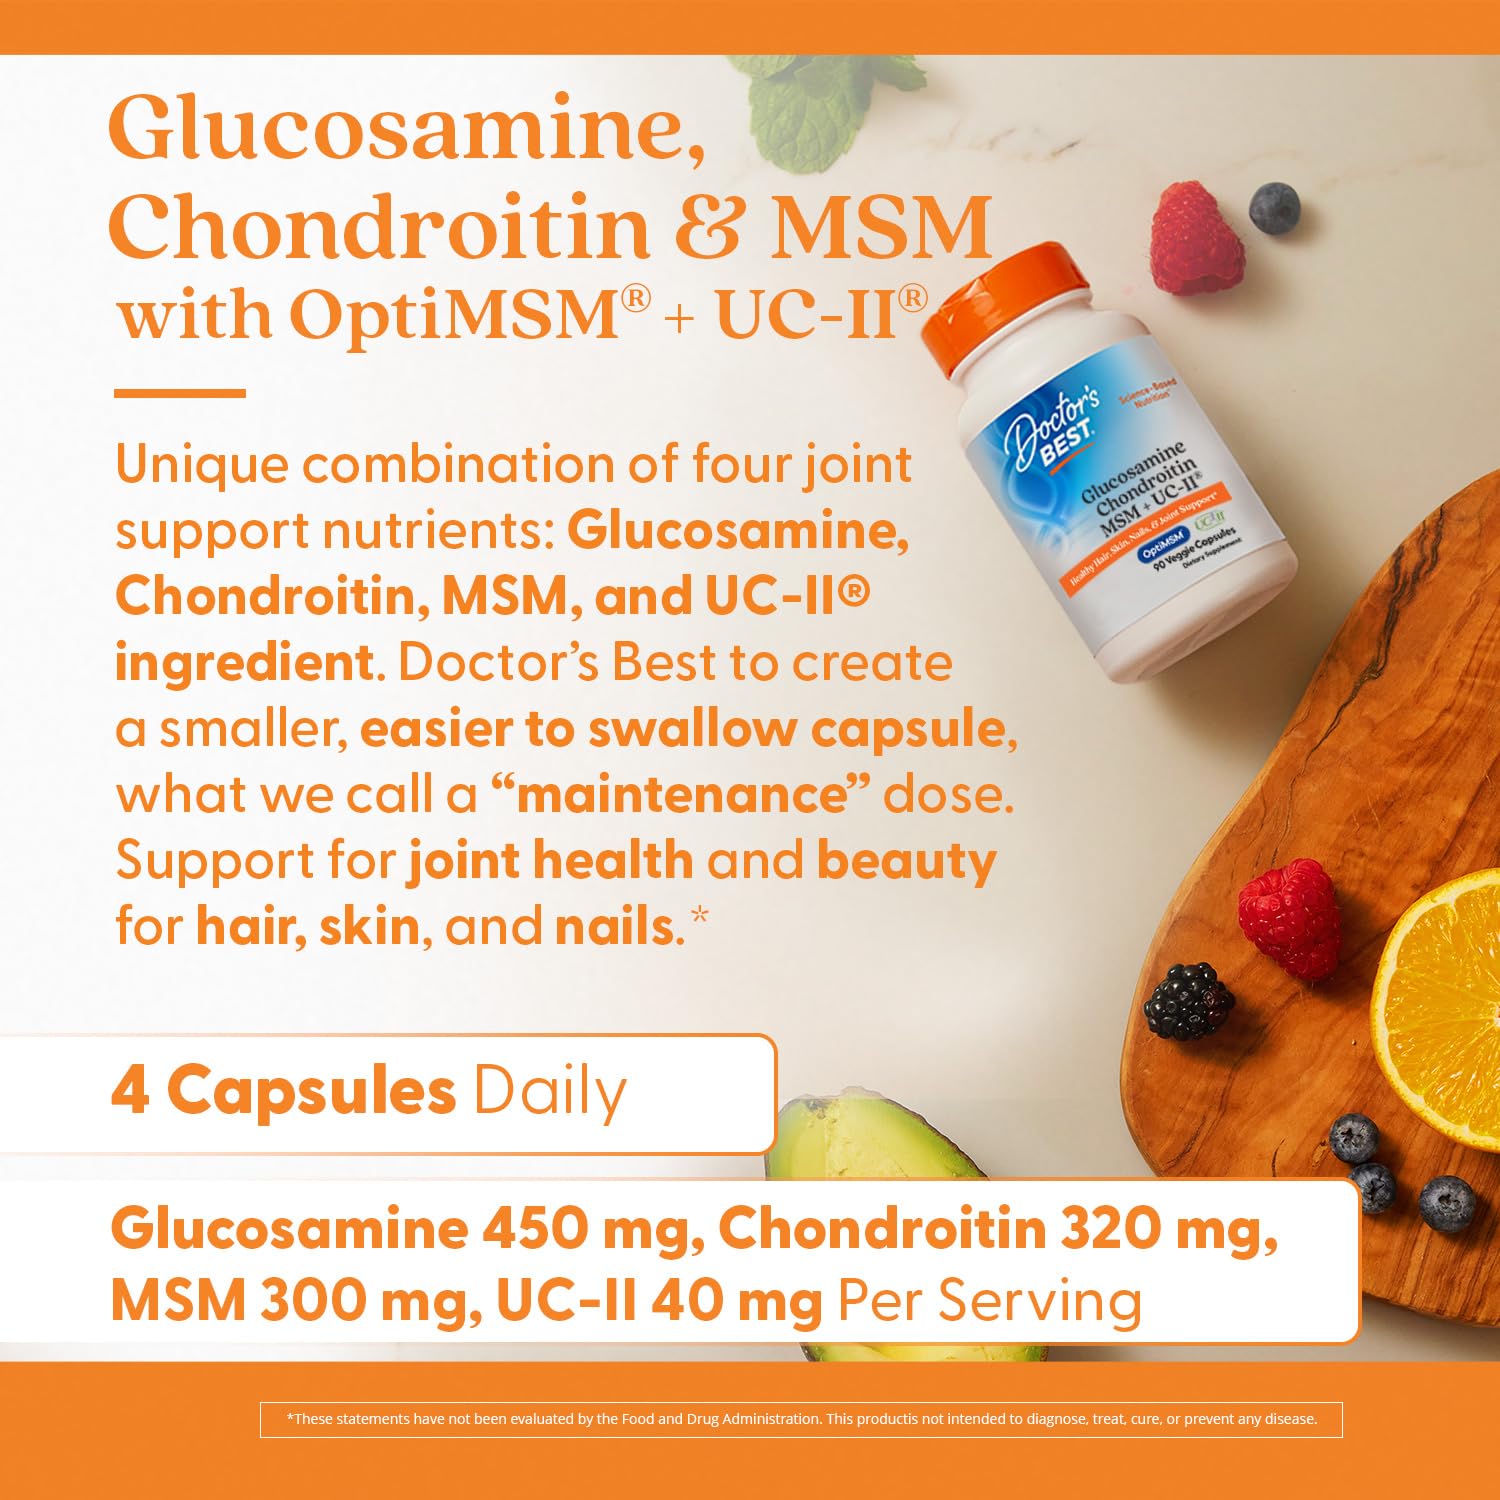 Glucosamine,
Chondroitin & MSM
with OptiMSM® + UC-II®
Unique combination of four joint
support nutrients: Glucosamine,
Chondroitin, MSM, and UC-II®
ingredient. Doctor’s Best to create
a smaller, easier to swallow capsule,
what we call a “maintenance” dose.
Support for joint health and beauty
for hair, skin, and nails.*
Doctor's
BEST.
Science-Based
Nutrition*
Glucosamine
Chondroitin
MSM + UC-II®
Healthy Hair, Skin, Nails, & Joint Support*
OptiMSM
UC-II
90 Veggie Capsules
Dietary Supplement
4 Capsules Daily
Glucosamine 450 mg, Chondroitin 320 mg,
MSM 300 mg, UC-II 40 mg Per Serving
*These statements have not been evaluated by the Food and Drug Administration. This productis not intended to diagnose, treat, cure, or prevent any disease.